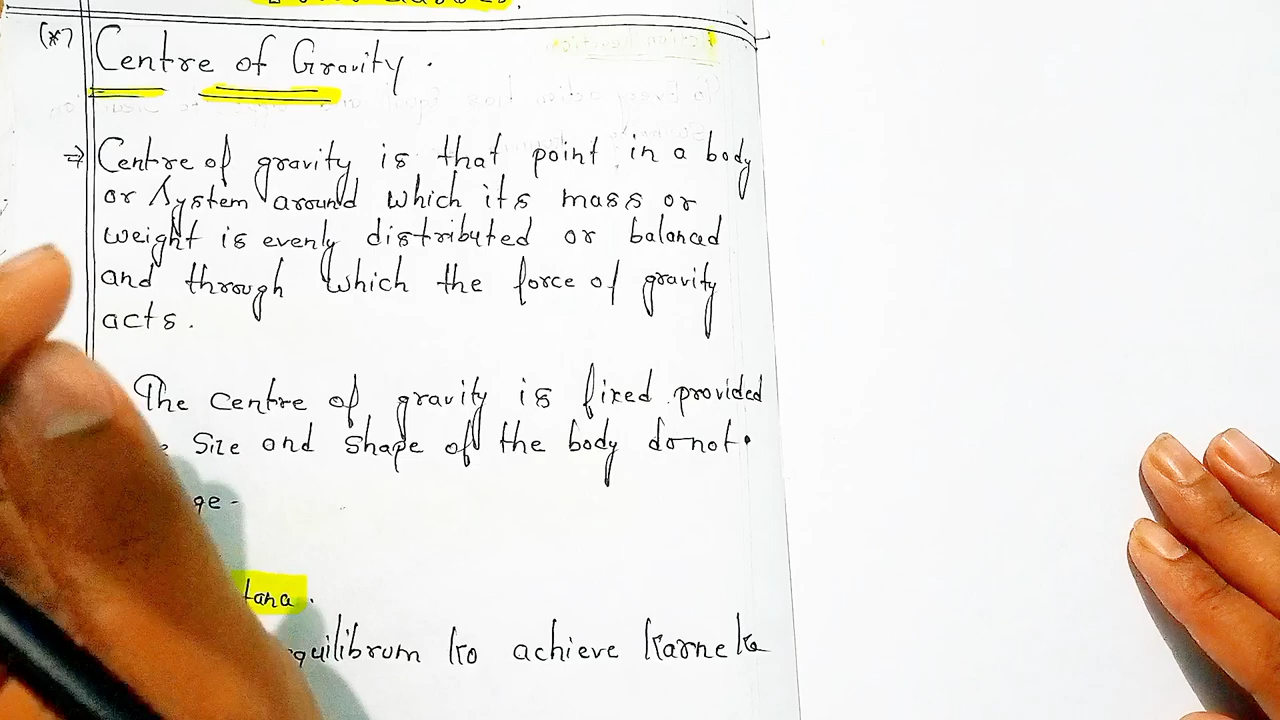 (*)
Centre of Gravity.
⇒ Centre of gravity is that point in a body
or System around which its mass or
weight is evenly distributed or balanced
and through which the force of gravity
acts.
The centre of gravity is fixed provided
size and shape of the body do not.
ge-
tana.
quilibrum ko achieve karne ke